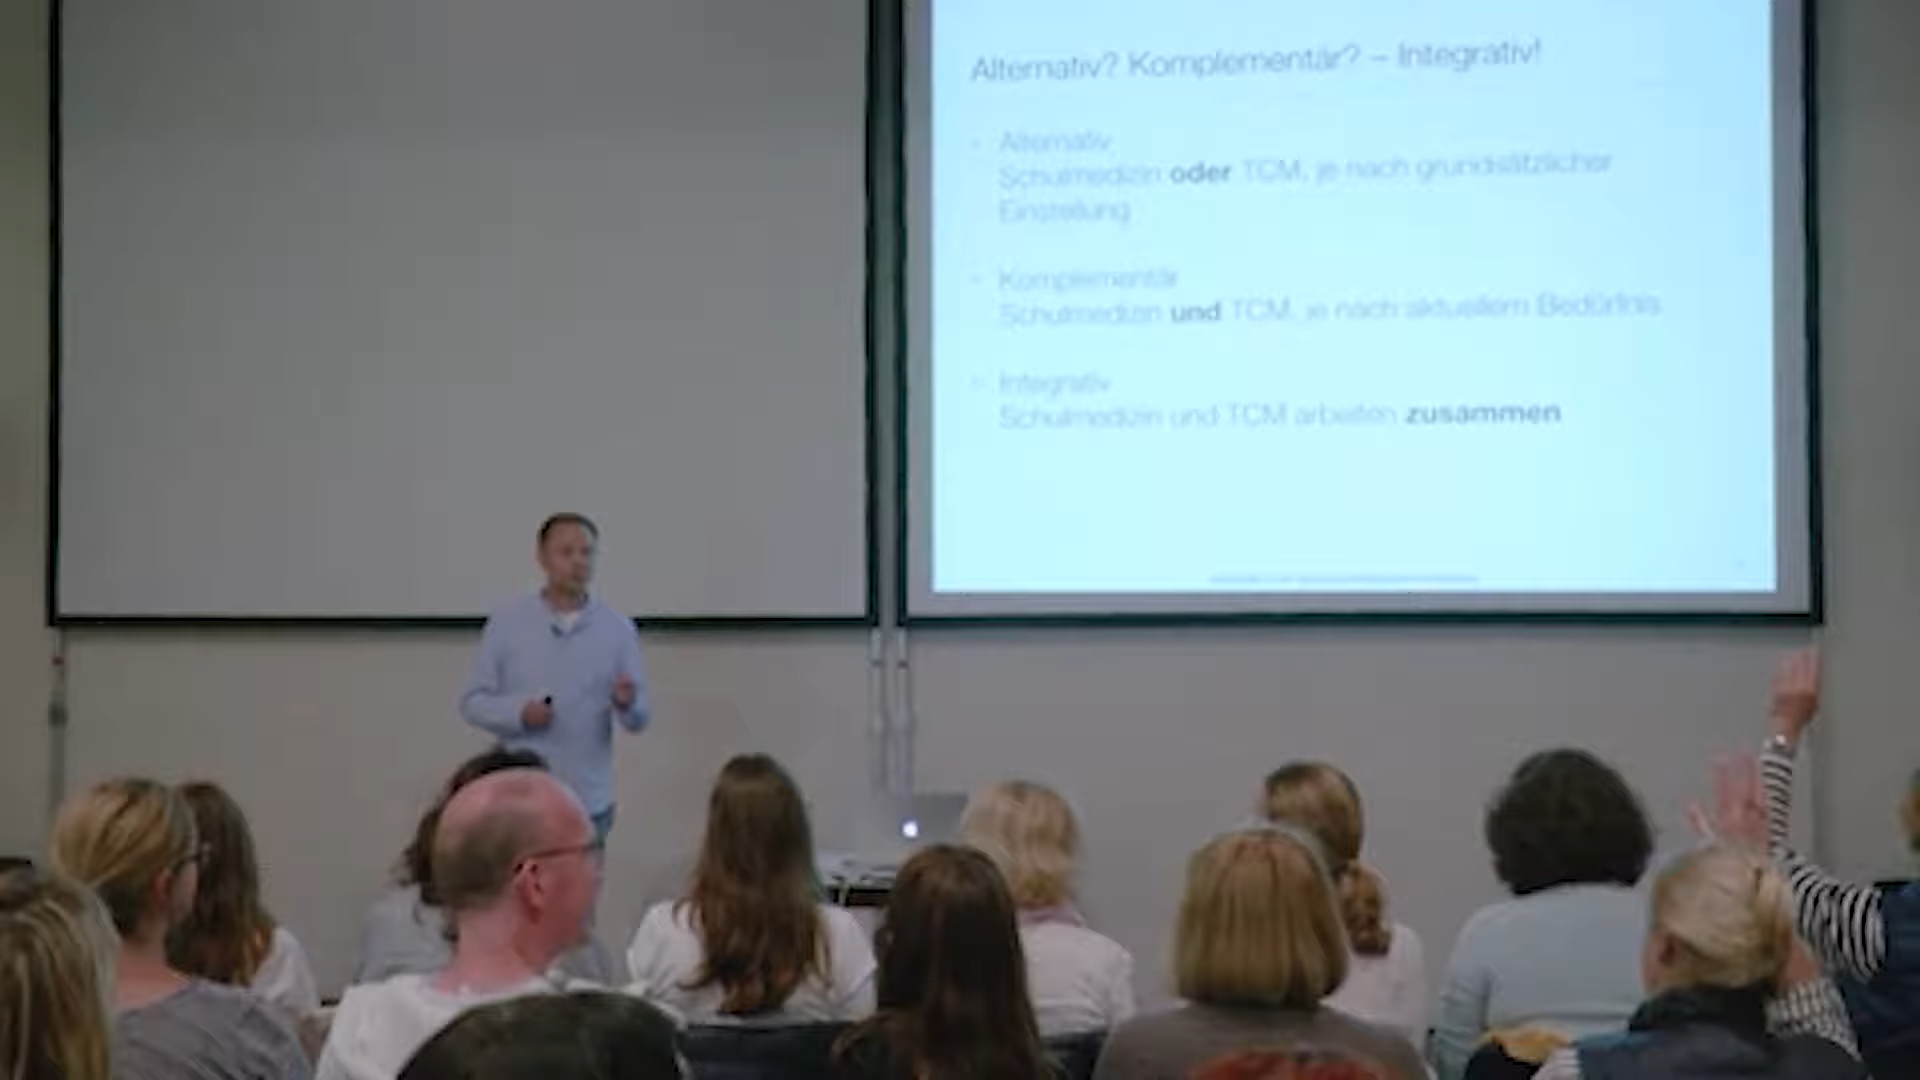 Alternativ? Komplementär? – Integrativ!
- Alternativ
Schulmedizin oder TCM, je nach grundsätzlicher
Einstellung
- Komplementär
Schulmedizin und TCM, je nach aktuellem Bedürfnis
- Integrativ
Schulmedizin und TCM arbeiten zusammen